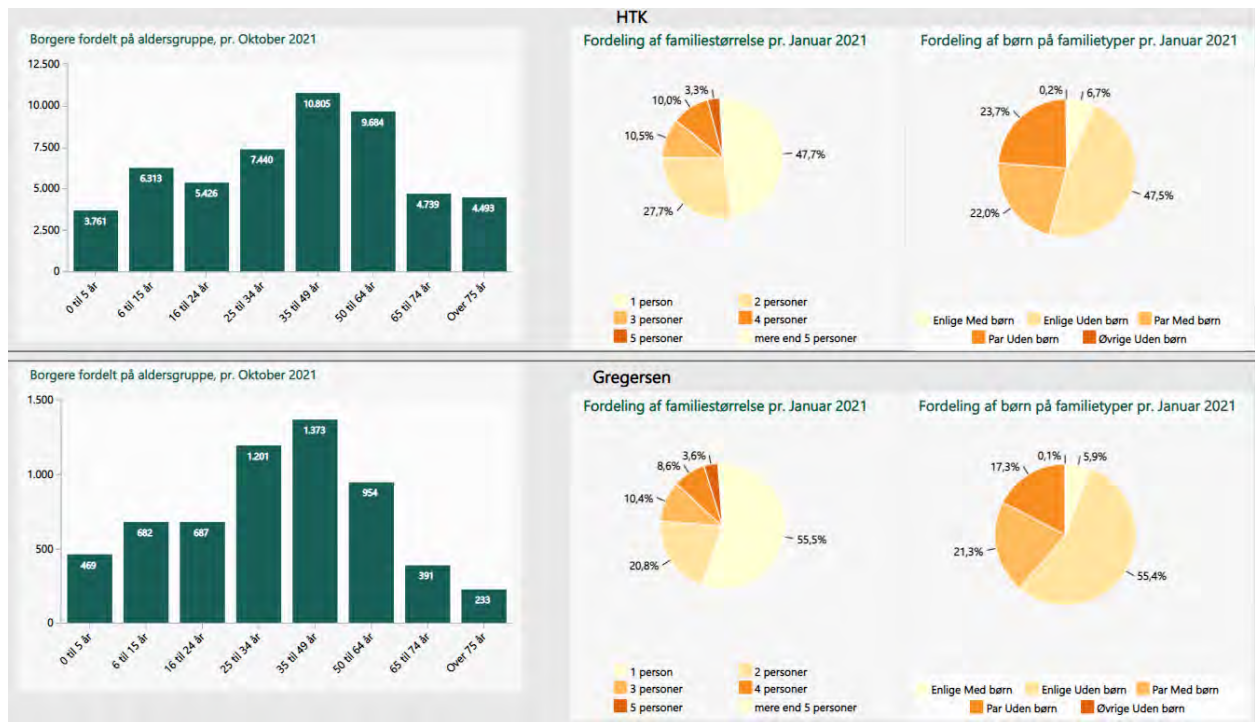 HTK
Borgere fordelt på aldersgruppe, pr. Oktober 2021
12.500
10.000
7.500
5.000
2.500
0
3.761
6.313
5.426
7.440
10.805
9.684
4.739
4.493
0 til 5 år
6 til 15 år
16 til 24 år
25 til 34 år
35 til 49 år
50 til 64 år
65 til 74 år
Over 75 år
Fordeling af familiestørrelse pr. Januar 2021
3,3%
10,0%
10,5%
27,7%
47,7%
1 person
2 personer
3 personer
4 personer
5 personer
mere end 5 personer
Fordeling af børn på familietyper pr. Januar 2021
0,2%
6,7%
23,7%
22,0%
47,5%
Enlige Med børn
Enlige Uden børn
Par Med børn
Par Uden børn
Øvrige Uden børn
Gregersen
Borgere fordelt på aldersgruppe, pr. Oktober 2021
1.500
1.000
500
0
469
682
687
1.201
1.373
954
391
233
0 til 5 år
6 til 15 år
16 til 24 år
25 til 34 år
35 til 49 år
50 til 64 år
65 til 74 år
Over 75 år
Fordeling af familiestørrelse pr. Januar 2021
3,6%
8,6%
10,4%
20,8%
55,5%
1 person
2 personer
3 personer
4 personer
5 personer
mere end 5 personer
Fordeling af børn på familietyper pr. Januar 2021
0,1%
5,9%
17,3%
21,3%
55,4%
Enlige Med børn
Enlige Uden børn
Par Med børn
Par Uden børn
Øvrige Uden børn